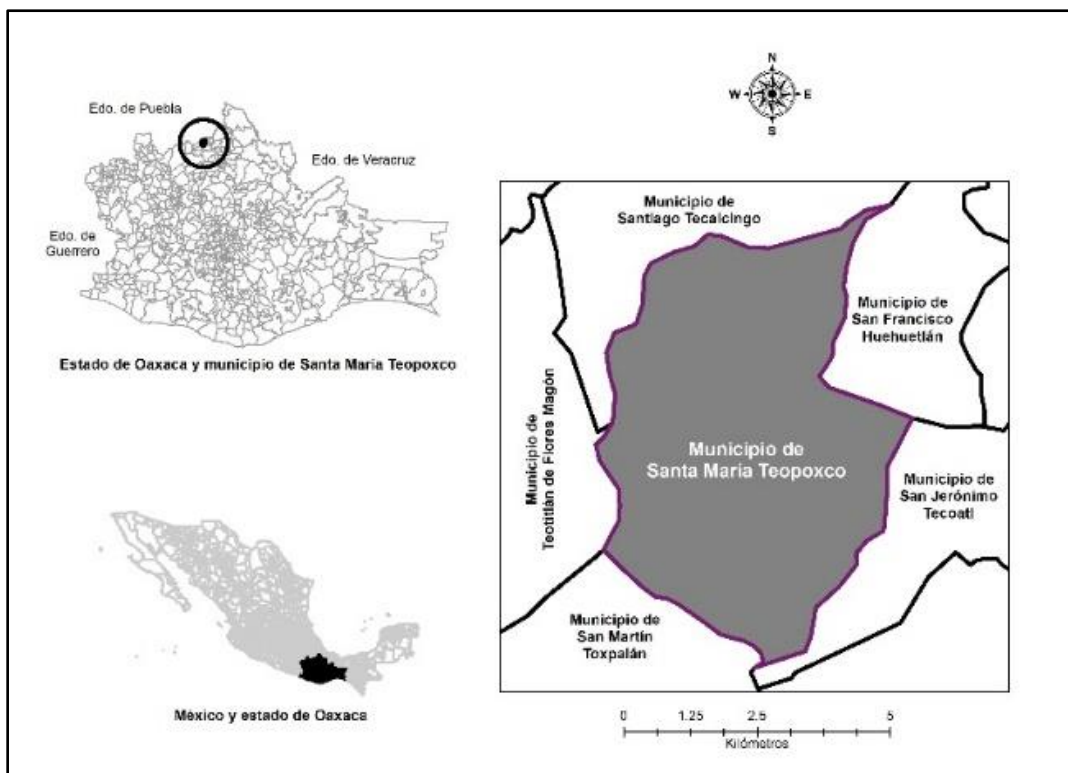 Edo. de Puebla
Edo. de Veracruz
Edo. de
Guerrero
Estado de Oaxaca y municipio de Santa María Teopoxco
México y estado de Oaxaca
N
W
E
S
Municipio de
Santiago Tecalcingo
Municipio de
San Francisco
Huehuetlán
Municipio de
Teotitlán de Flores Magón
Municipio de
Santa María Teopoxco
Municipio de
San Jerónimo
Tecoatl
Municipio de
San Martín
Toxpalán
0 1.25 2.5 5
Kilómetros